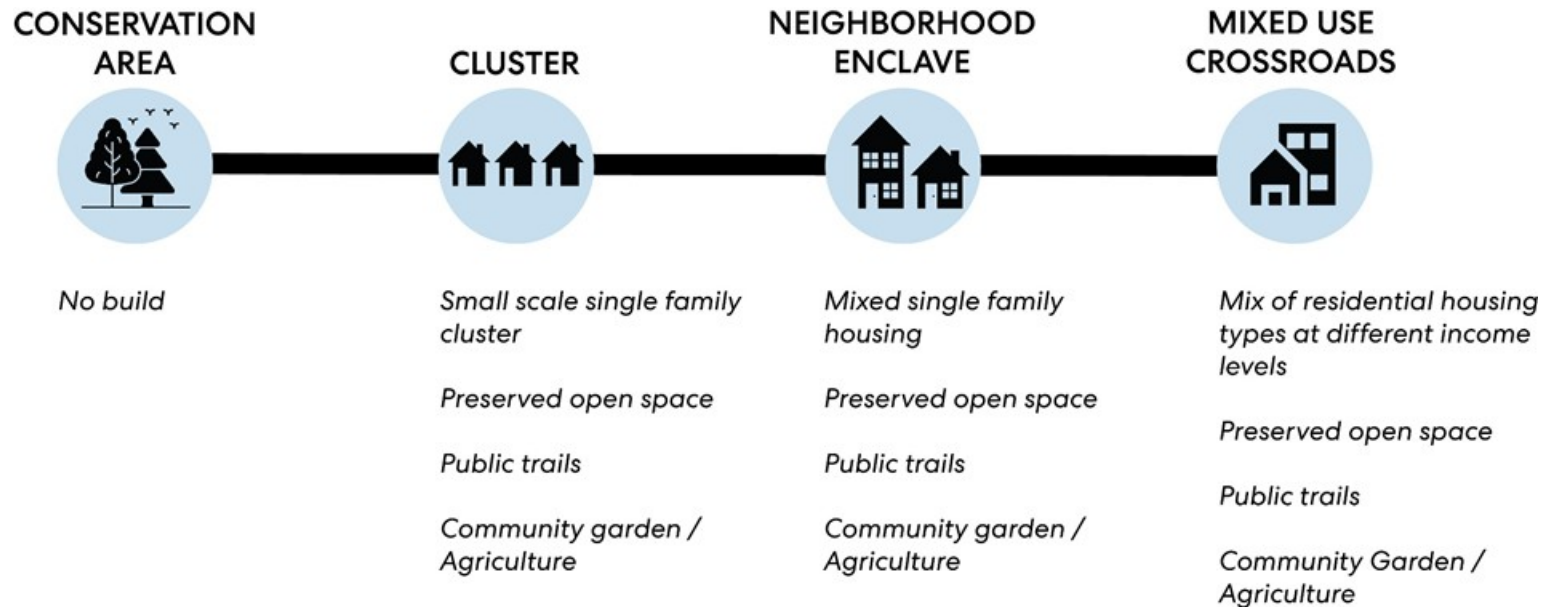 CONSERVATION
AREA
No build
CLUSTER
Small scale single family
cluster
Preserved open space
Public trails
Community garden /
Agriculture
NEIGHBORHOOD
ENCLAVE
Mixed single family
housing
Preserved open space
Public trails
Community garden /
Agriculture
MIXED USE
CROSSROADS
Mix of residential housing
types at different income
levels
Preserved open space
Public trails
Community Garden /
Agriculture